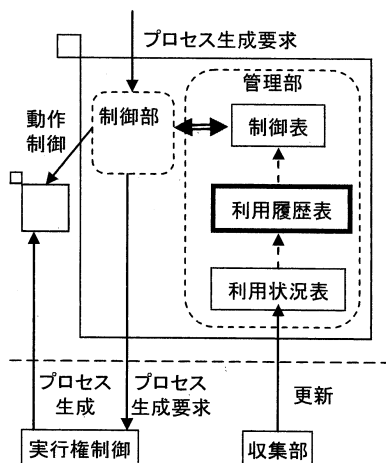 プロセス生成要求
管理部
制御部
制御表
動作
制御
利用履歴表
利用状況表
プロセス
生成
プロセス
生成要求
更新
実行権制御
収集部